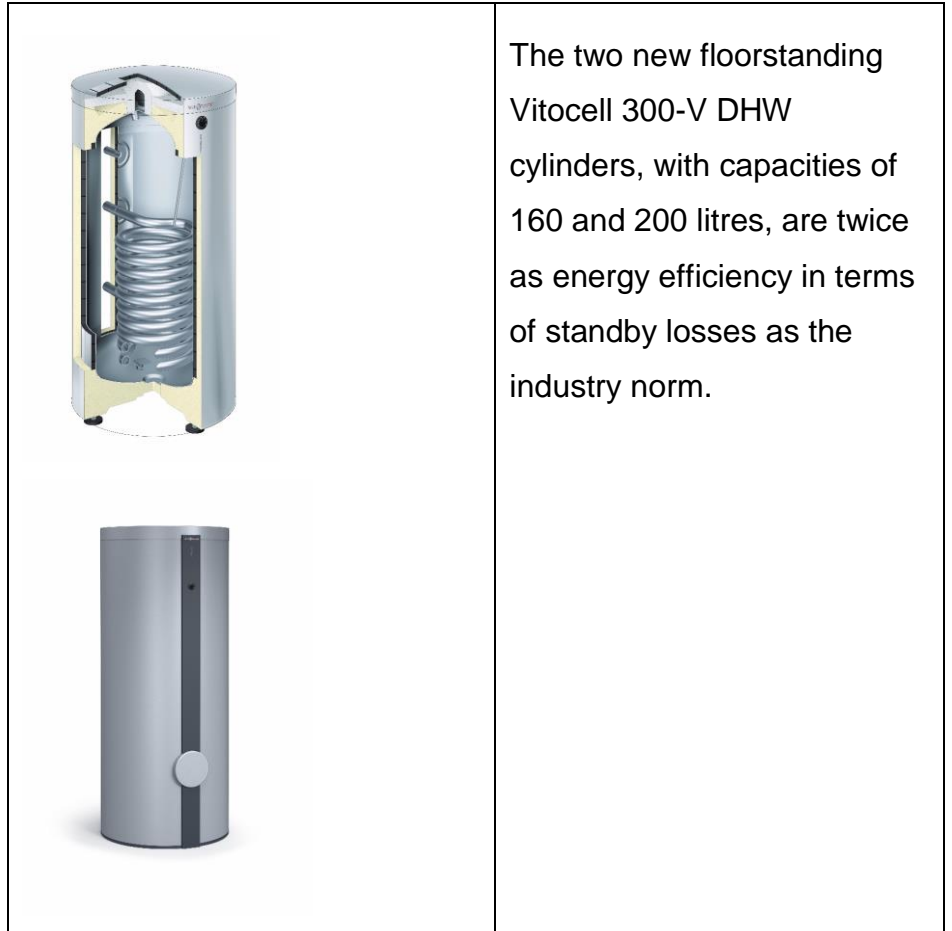 The two new floorstanding
Vitocell 300-V DHW
cylinders, with capacities of
160 and 200 litres, are twice
as energy efficiency in terms
of standby losses as the
industry norm.